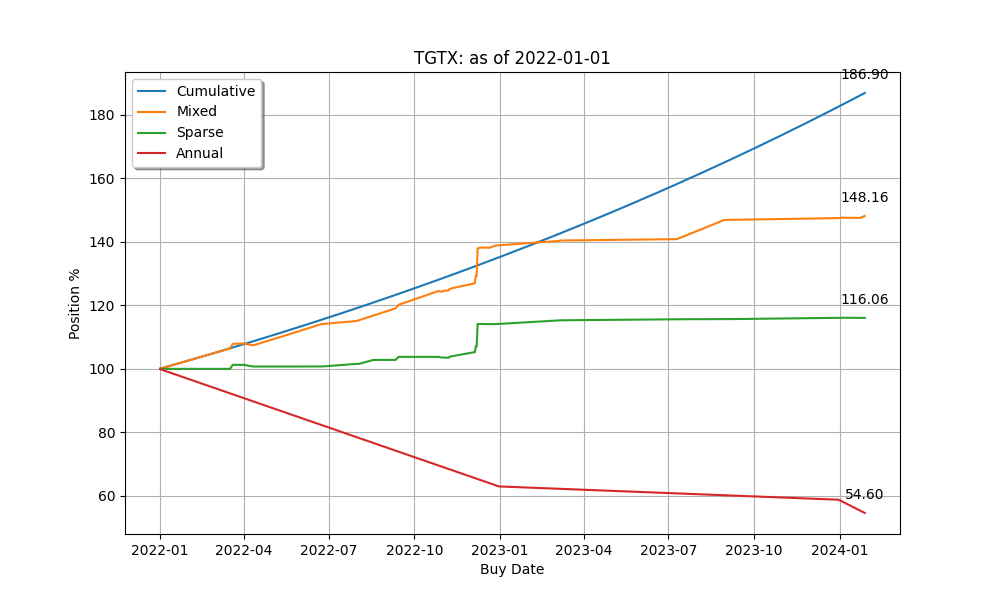 TGTX: as of 2022-01-01
Cumulative
Mixed
Sparse
Annual
186.90
148.16
116.06
54.60
Position %
180
160
140
120
100
80
60
2022-01 2022-04 2022-07 2022-10 2023-01 2023-04 2023-07 2023-10 2024-01
Buy Date